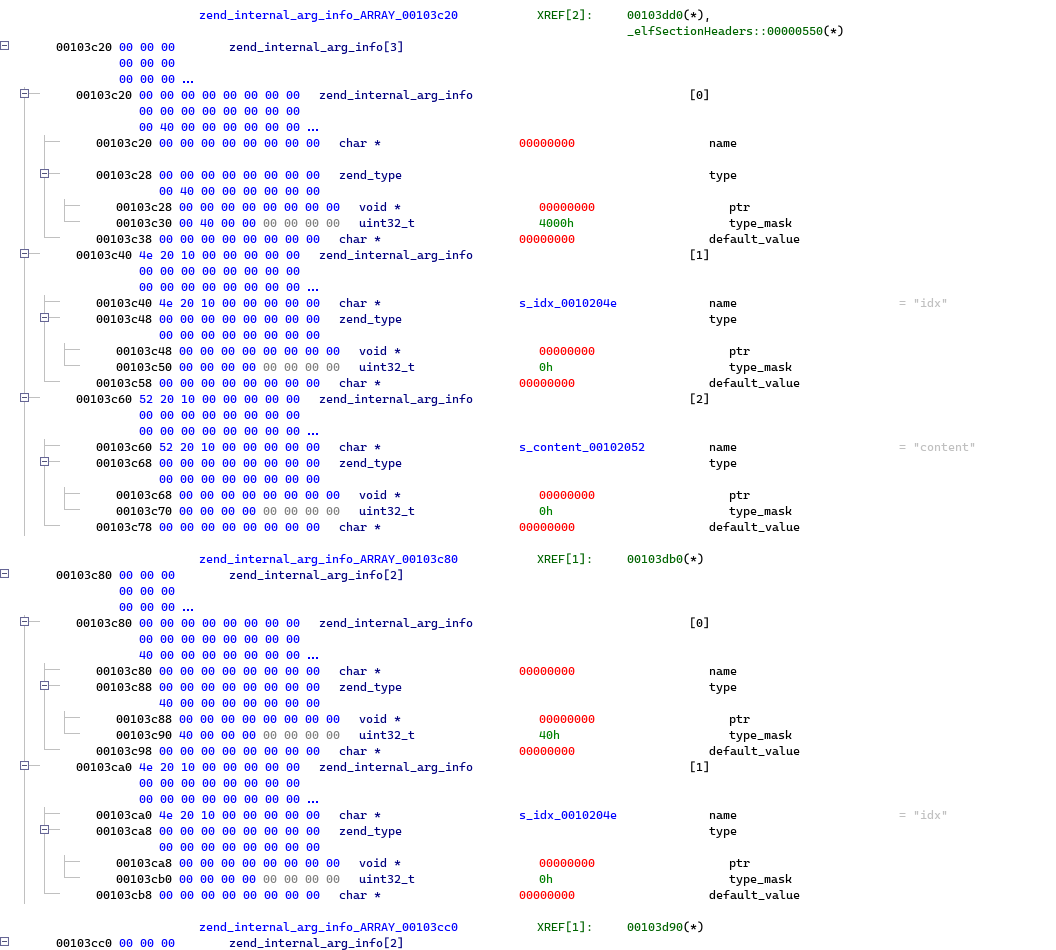 zend_internal_arg_info_ARRAY_00103c20 XREF[2]: 00103dd0(*),
_elfSectionHeaders::00000550(*)
00103c20 00 00 00 zend_internal_arg_info[3]
00 00 00
00 00 00 ...
00103c20 00 00 00 00 00 00 00 00 zend_internal_arg_info [0]
00 00 00 00 00 00 00 00
00 40 00 00 00 00 00 00 ...
00103c20 00 00 00 00 00 00 00 00 char * 00000000 name
00103c28 00 00 00 00 00 00 00 00 zend_type type
00 40 00 00 00 00 00 00
00103c28 00 00 00 00 00 00 00 00 void * 00000000 ptr
00103c30 00 40 00 00 00 00 00 00 uint32_t 4000h type_mask
00103c38 00 00 00 00 00 00 00 00 char * 00000000 default_value
00103c40 4e 20 10 00 00 00 00 00 zend_internal_arg_info [1]
00 00 00 00 00 00 00 00
00 00 00 00 00 00 00 00 ...
00103c40 4e 20 10 00 00 00 00 00 char * s_idx_0010204e name = "idx"
00103c48 00 00 00 00 00 00 00 00 zend_type type
00 00 00 00 00 00 00 00
00103c48 00 00 00 00 00 00 00 00 void * 00000000 ptr
00103c50 00 00 00 00 00 00 00 00 uint32_t 0h type_mask
00103c58 00 00 00 00 00 00 00 00 char * 00000000 default_value
00103c60 52 20 10 00 00 00 00 00 zend_internal_arg_info [2]
00 00 00 00 00 00 00 00
00 00 00 00 00 00 00 00 ...
00103c60 52 20 10 00 00 00 00 00 char * s_content_00102052 name = "content"
00103c68 00 00 00 00 00 00 00 00 zend_type type
00 00 00 00 00 00 00 00
00103c68 00 00 00 00 00 00 00 00 void * 00000000 ptr
00103c70 00 00 00 00 00 00 00 00 uint32_t 0h type_mask
00103c78 00 00 00 00 00 00 00 00 char * 00000000 default_value
zend_internal_arg_info_ARRAY_00103c80 XREF[1]: 00103db0(*)
00103c80 00 00 00 zend_internal_arg_info[2]
00 00 00
00 00 00 ...
00103c80 00 00 00 00 00 00 00 00 zend_internal_arg_info [0]
00 00 00 00 00 00 00 00
40 00 00 00 00 00 00 00 ...
00103c80 00 00 00 00 00 00 00 00 char * 00000000 name
00103c88 00 00 00 00 00 00 00 00 zend_type type
40 00 00 00 00 00 00 00
00103c88 00 00 00 00 00 00 00 00 void * 00000000 ptr
00103c90 40 00 00 00 00 00 00 00 uint32_t 40h type_mask
00103c98 00 00 00 00 00 00 00 00 char * 00000000 default_value
00103ca0 4e 20 10 00 00 00 00 00 zend_internal_arg_info [1]
00 00 00 00 00 00 00 00
00 00 00 00 00 00 00 00 ...
00103ca0 4e 20 10 00 00 00 00 00 char * s_idx_0010204e name = "idx"
00103ca8 00 00 00 00 00 00 00 00 zend_type type
00 00 00 00 00 00 00 00
00103ca8 00 00 00 00 00 00 00 00 void * 00000000 ptr
00103cb0 00 00 00 00 00 00 00 00 uint32_t 0h type_mask
00103cb8 00 00 00 00 00 00 00 00 char * 00000000 default_value
zend_internal_arg_info_ARRAY_00103cc0 XREF[1]: 00103d90(*)
00103cc0 00 00 00 zend_internal_arg_info[2]